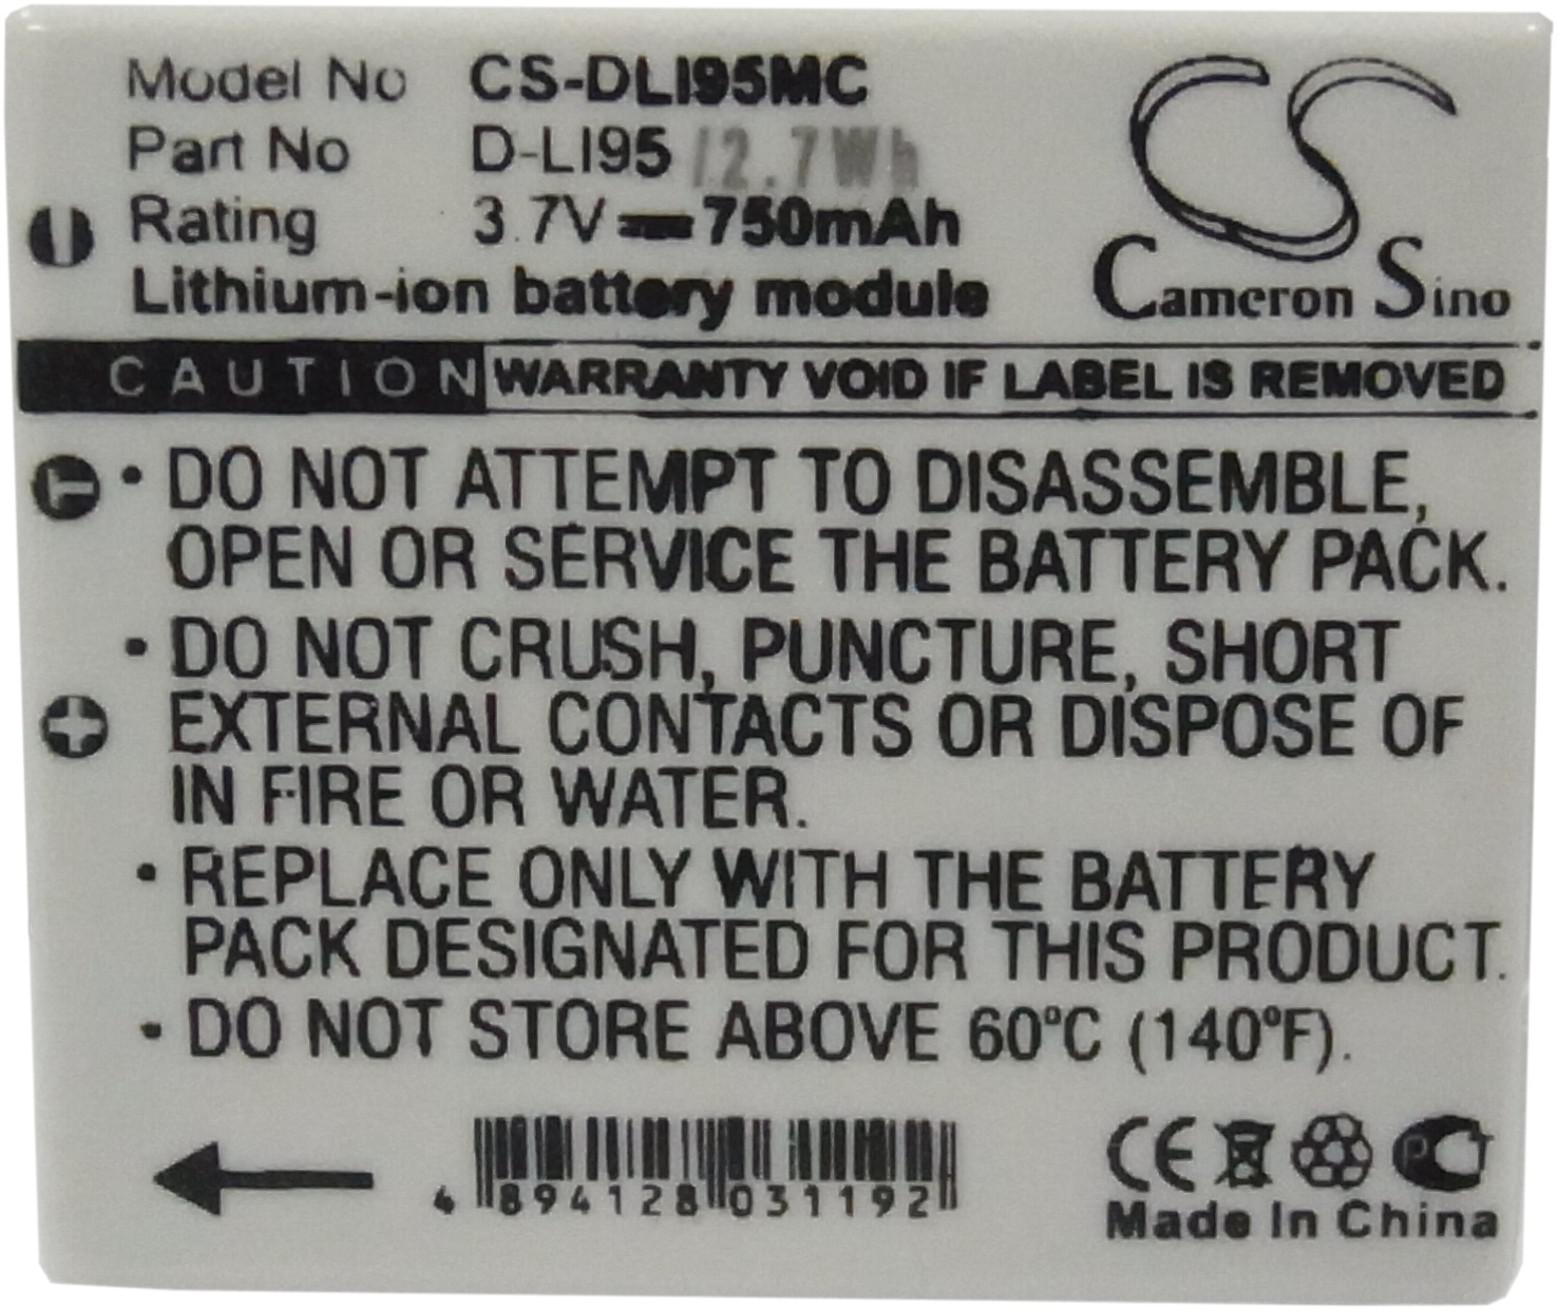 Model No CS-DLI95MC
Part No D-LI95 /2.7Wh
Rating 3.7V 750mAh
Lithium-ion battery module
CS
Cameron Sino
CAUTION WARRANTY VOID IF LABEL IS REMOVED
• DO NOT ATTEMPT TO DISASSEMBLE,
OPEN OR SERVICE THE BATTERY PACK.
• DO NOT CRUSH, PUNCTURE, SHORT
EXTERNAL CONTACTS OR DISPOSE OF
IN FIRE OR WATER.
• REPLACE ONLY WITH THE BATTERY
PACK DESIGNATED FOR THIS PRODUCT.
• DO NOT STORE ABOVE 60ºC (140ºF).
4 894128 031192
CE
Made In China